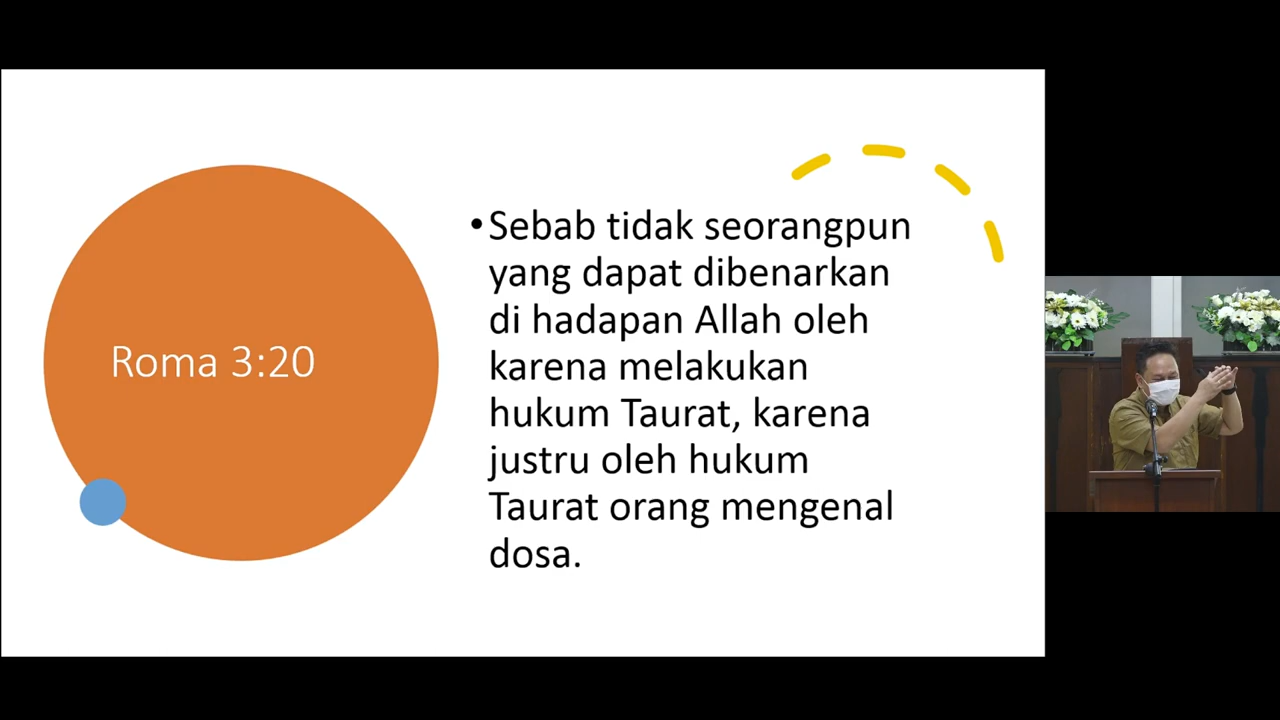 Roma 3:20
•Sebab tidak seorangpun
yang dapat dibenarkan
di hadapan Allah oleh
karena melakukan
hukum Taurat, karena
justru oleh hukum
Taurat orang mengenal
dosa.